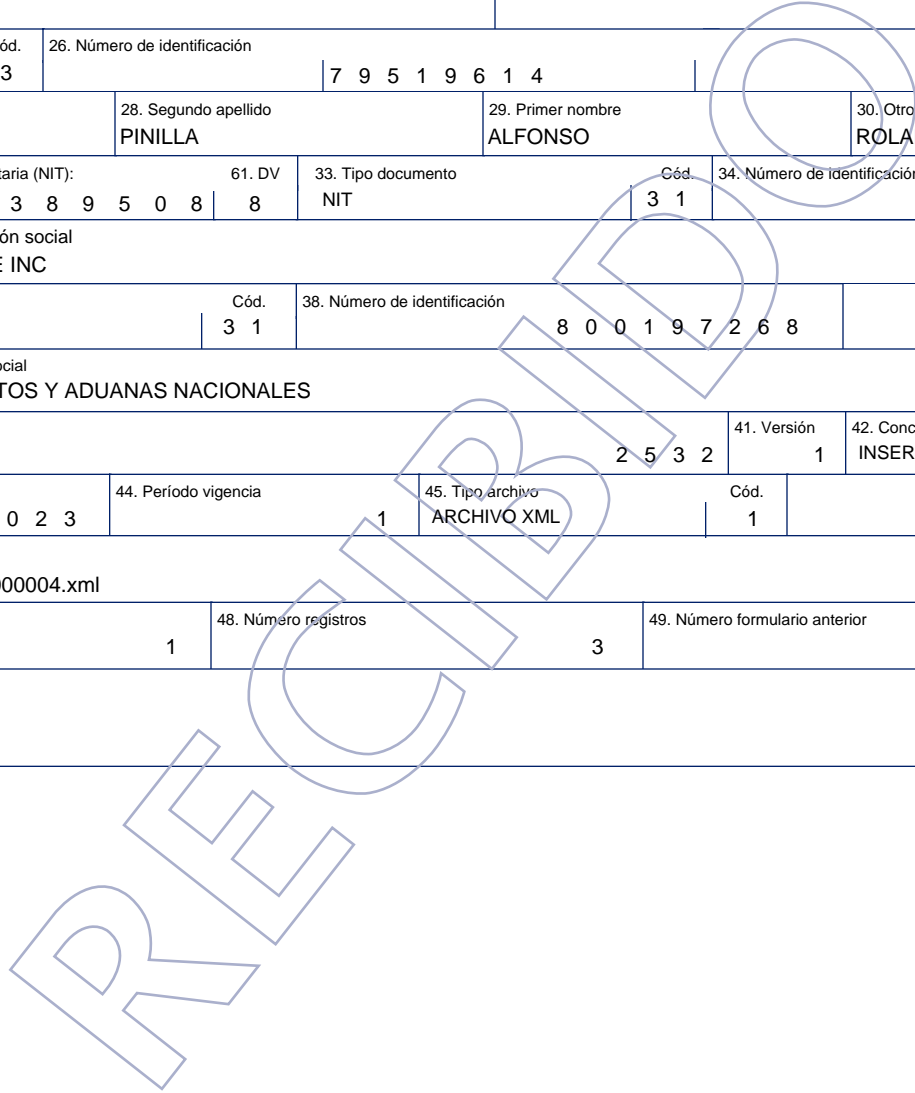 ód. 26. Número de identificación
3 7 9 5 1 9 6 1 4
28. Segundo apellido 29. Primer nombre 30. Otro
PINILLA ALFONSO ROLA
taria (NIT): 61. DV 33. Tipo documento Cód. 34. Número de identificación
3 8 9 5 0 8 8 NIT 3 1
ón social
E INC
Cód. 38. Número de identificación
3 1 8 0 0 1 9 7 2 6 8
ocial
TOS Y ADUANAS NACIONALES
41. Versión 42. Conc
2 5 3 2 1 INSER
44. Período vigencia 45. Tipo archivo Cód.
0 2 3 1 ARCHIVO XML 1
000004.xml
48. Número registros 49. Número formulario anterior
1 3
RECIBIDO